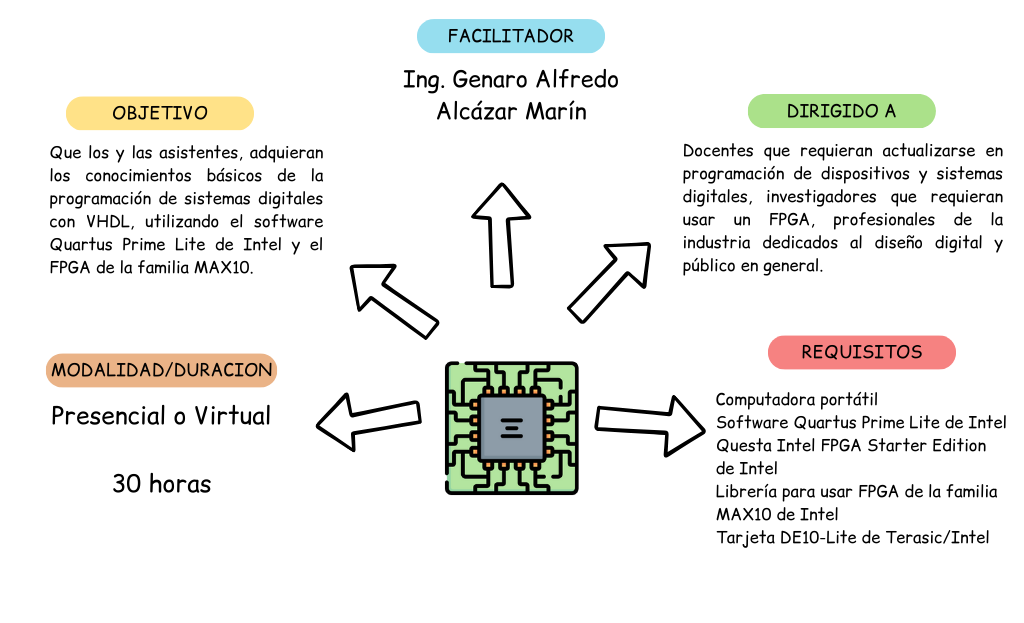 FACILITADOR
Ing. Genaro Alfredo
Alcázar Marín
OBJETIVO
Que los y las asistentes, adquieran
los conocimientos básicos de la
programación de sistemas digitales
con VHDL, utilizando el software
Quartus Prime Lite de Intel y el
FPGA de la familia MAX10.
DIRIGIDO A
Docentes que requieran actualizarse en
programación de dispositivos y sistemas
digitales, investigadores que requieran
usar un FPGA, profesionales de la
industria dedicados al diseño digital y
público en general.
MODALIDAD/DURACION
Presencial o Virtual
30 horas
REQUISITOS
Computadora portátil
Software Quartus Prime Lite de Intel
Questa Intel FPGA Starter Edition
de Intel
Librería para usar FPGA de la familia
MAX10 de Intel
Tarjeta DE10-Lite de Terasic/Intel